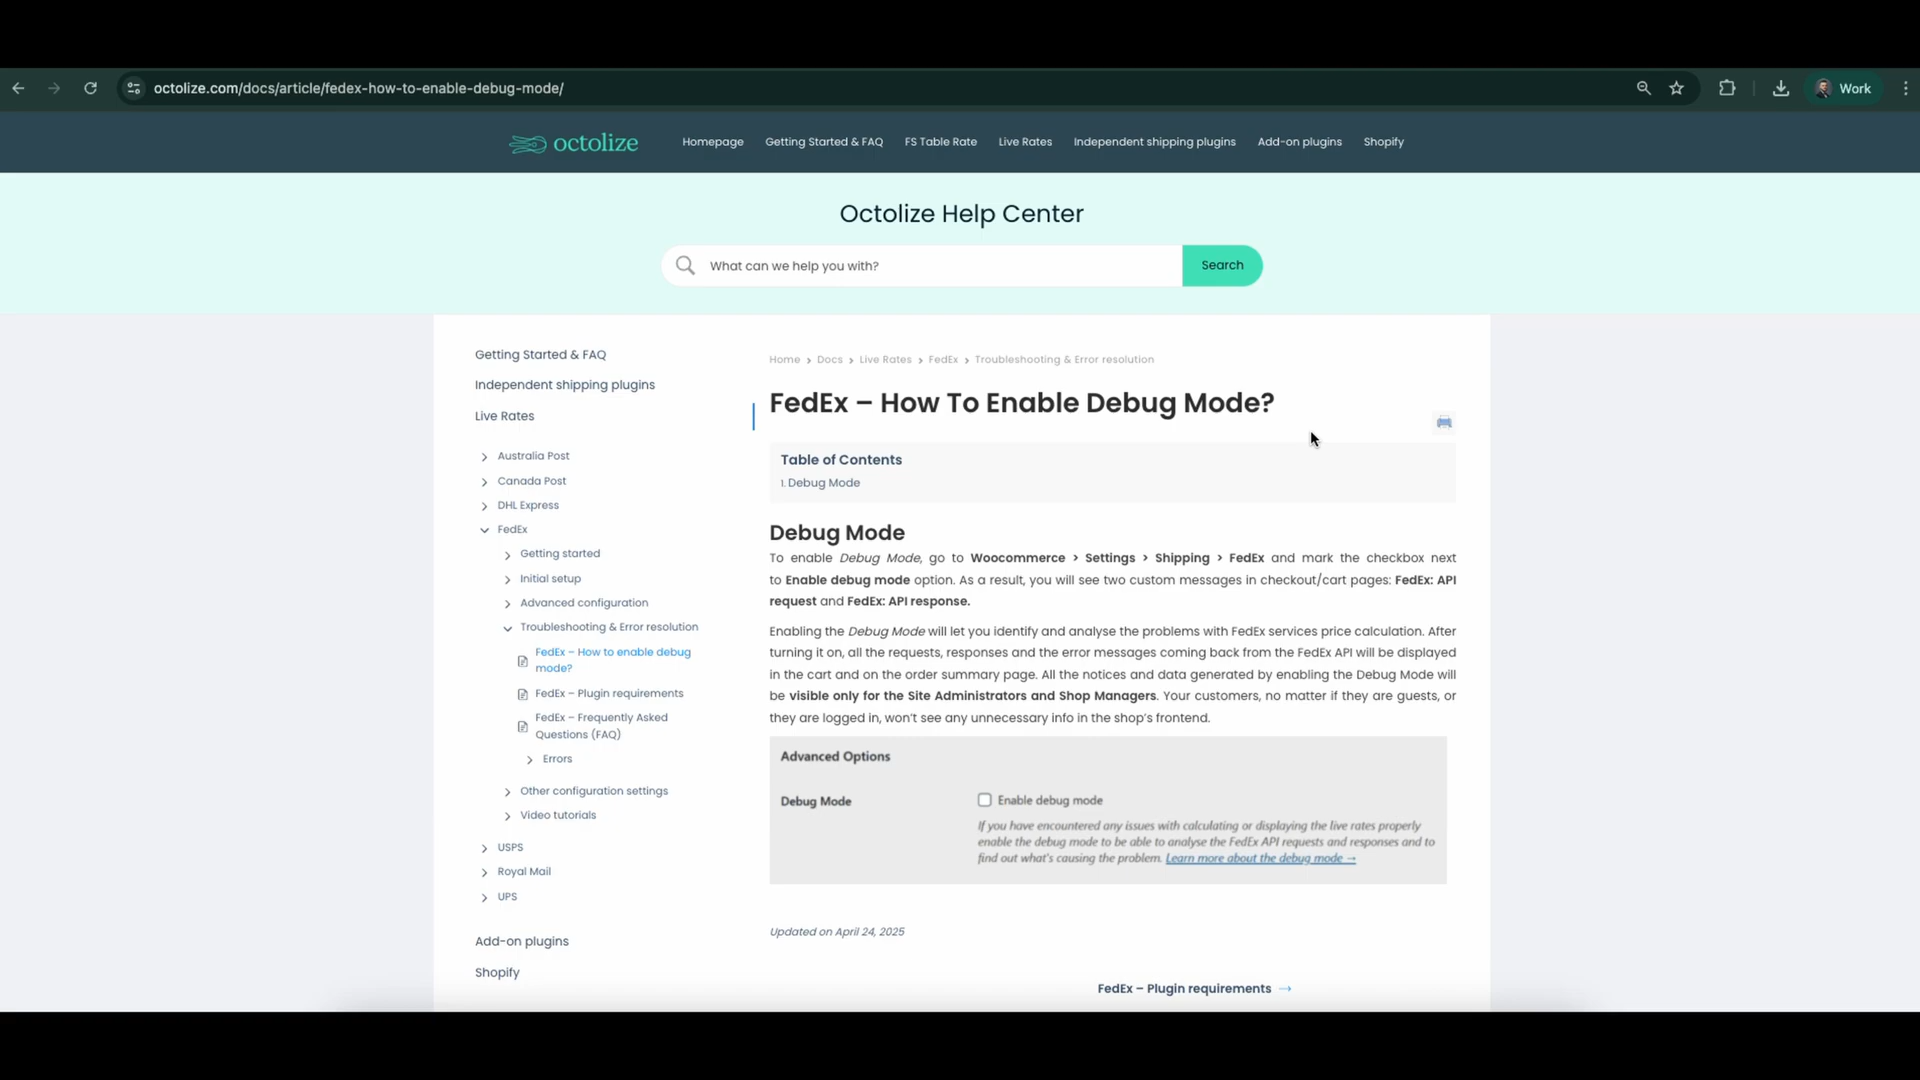 octolize.com/docs/article/fedex-how-to-enable-debug-mode/
Work
octolize
Homepage
Getting Started & FAQ
FS Table Rate
Live Rates
Independent shipping plugins
Add-on plugins
Shopify
Octolize Help Center
What can we help you with?
Search
Getting Started & FAQ
Independent shipping plugins
Live Rates
Australia Post
Canada Post
DHL Express
FedEx
Getting started
Initial setup
Advanced configuration
Troubleshooting & Error resolution
FedEx – How to enable debug
mode?
FedEx – Plugin requirements
FedEx – Frequently Asked
Questions (FAQ)
Errors
Other configuration settings
Video tutorials
USPS
Royal Mail
UPS
Add-on plugins
Shopify
Home › Docs › Live Rates › FedEx › Troubleshooting & Error resolution
FedEx – How To Enable Debug Mode?
Table of Contents
1. Debug Mode
Debug Mode
To enable Debug Mode, go to Woocommerce > Settings > Shipping > FedEx and mark the checkbox next
to Enable debug mode option. As a result, you will see two custom messages in checkout/cart pages: FedEx: API
request and FedEx: API response.
Enabling the Debug Mode will let you identify and analyse the problems with FedEx services price calculation. After
turning it on, all the requests, responses and the error messages coming back from the FedEx API will be displayed
in the cart and on the order summary page. All the notices and data generated by enabling the Debug Mode will
be visible only for the Site Administrators and Shop Managers. Your customers, no matter if they are guests, or
they are logged in, won't see any unnecessary info in the shop's frontend.
Advanced Options
Debug Mode
Enable debug mode
If you have encountered any issues with calculating or displaying the live rates properly
enable the debug mode to be able to analyse the FedEx API requests and responses and to
find out what's causing the problem. Learn more about the debug mode →
Updated on April 24, 2025
FedEx – Plugin requirements →